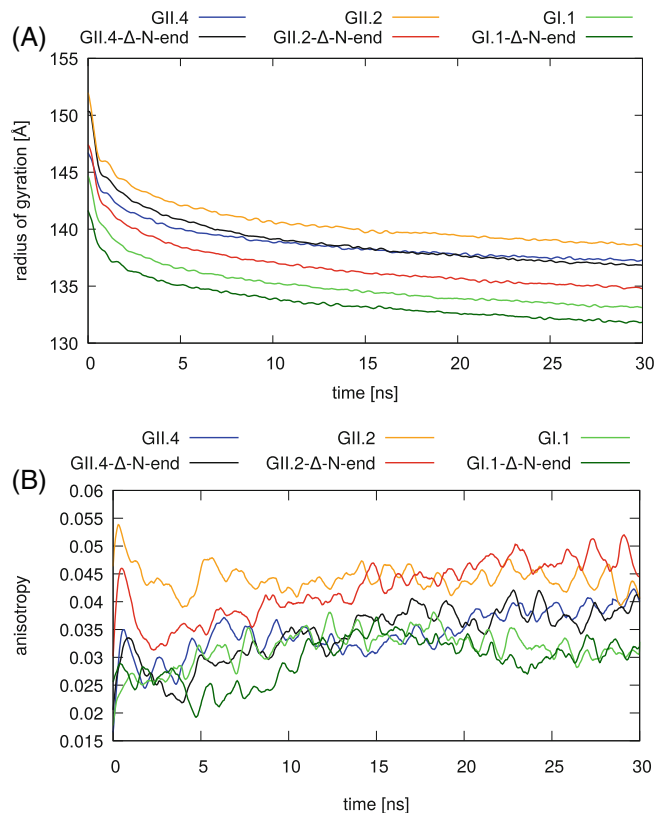 (A)
GII.4 GII.2 GI.1
GII.4-Δ-N-end GII.2-Δ-N-end GI.1-Δ-N-end
155
150
145
140
135
130
radius of gyration [Å]
0 5 10 15 20 25 30
time [ns]
GII.4 GII.2 GI.1
GII.4-Δ-N-end GII.2-Δ-N-end GI.1-Δ-N-end
(B)
0.06
0.055
0.05
0.045
0.04
0.035
0.03
0.025
0.02
0.015
anisotropy
0 5 10 15 20 25 30
time [ns]